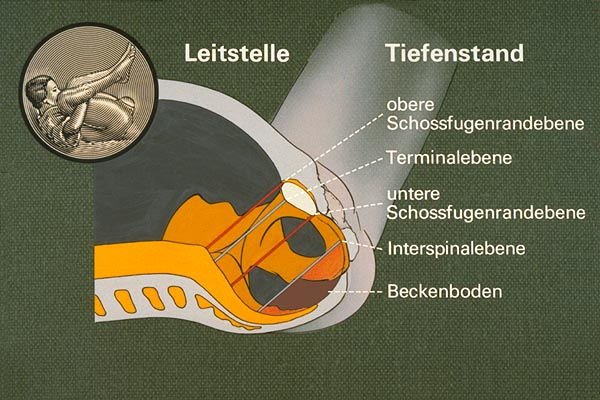 Leitstelle
Tiefenstand
obere
Schossfugenrandebene
Terminalebene
untere
Schossfugenrandebene
Interspinalebene
Beckenboden